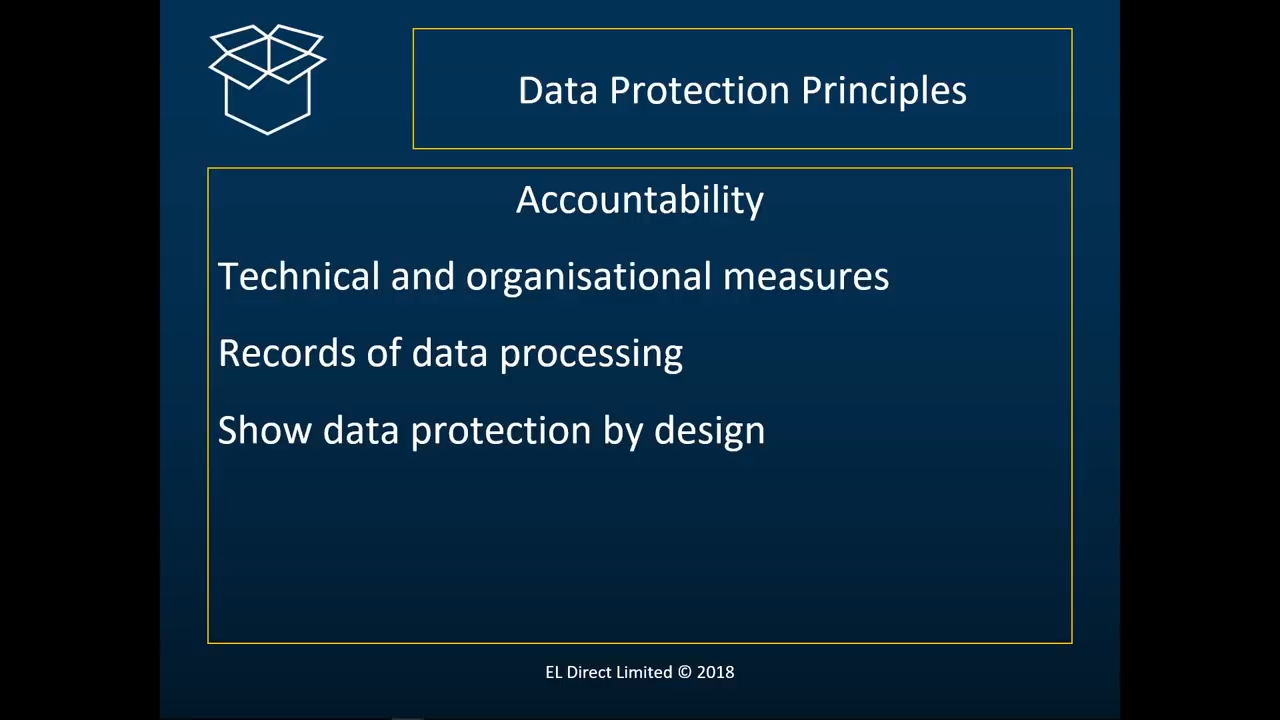 Data Protection Principles
Accountability
Technical and organisational measures
Records of data processing
Show data protection by design
EL Direct Limited © 2018